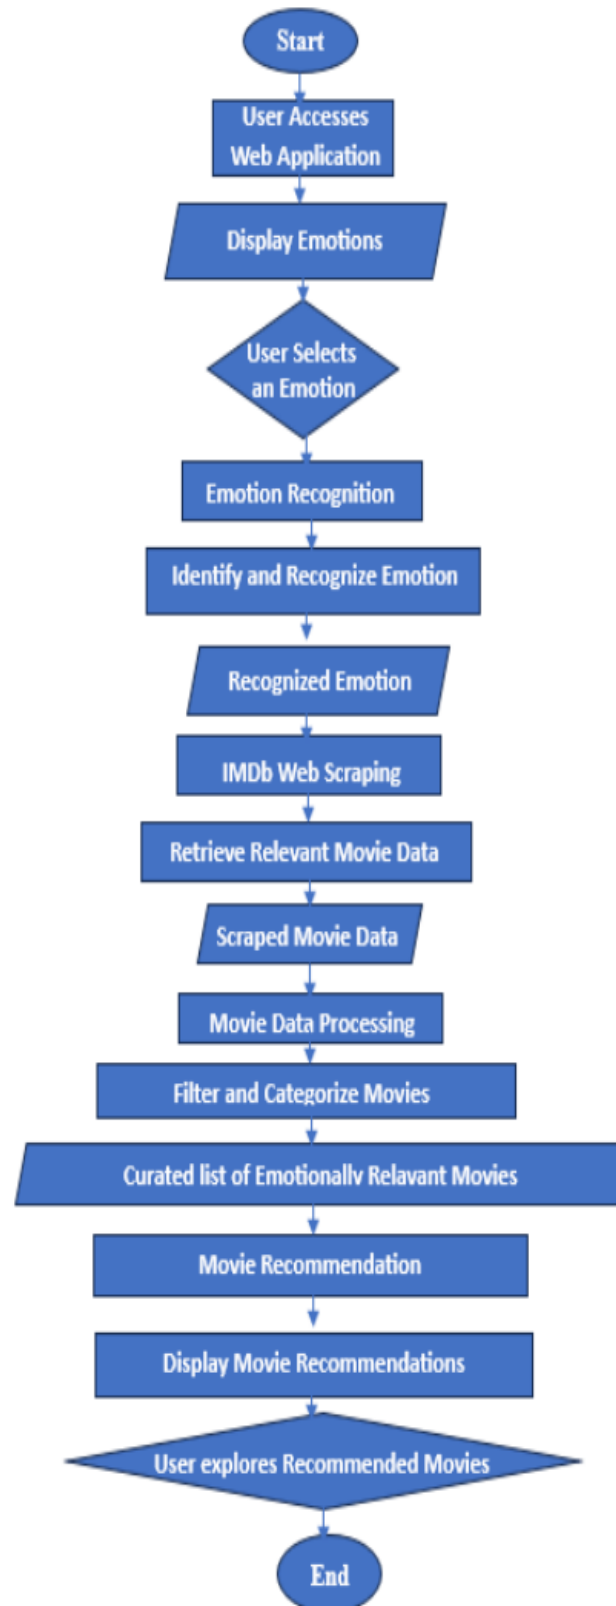 Start
User Accesses
Web Application
Display Emotions
User Selects
an Emotion
Emotion Recognition
Identify and Recognize Emotion
Recognized Emotion
IMDb Web Scraping
Retrieve Relevant Movie Data
Scraped Movie Data
Movie Data Processing
Filter and Categorize Movies
Curated list of Emotionally Relavant Movies
Movie Recommendation
Display Movie Recommendations
User explores Recommended Movies
End